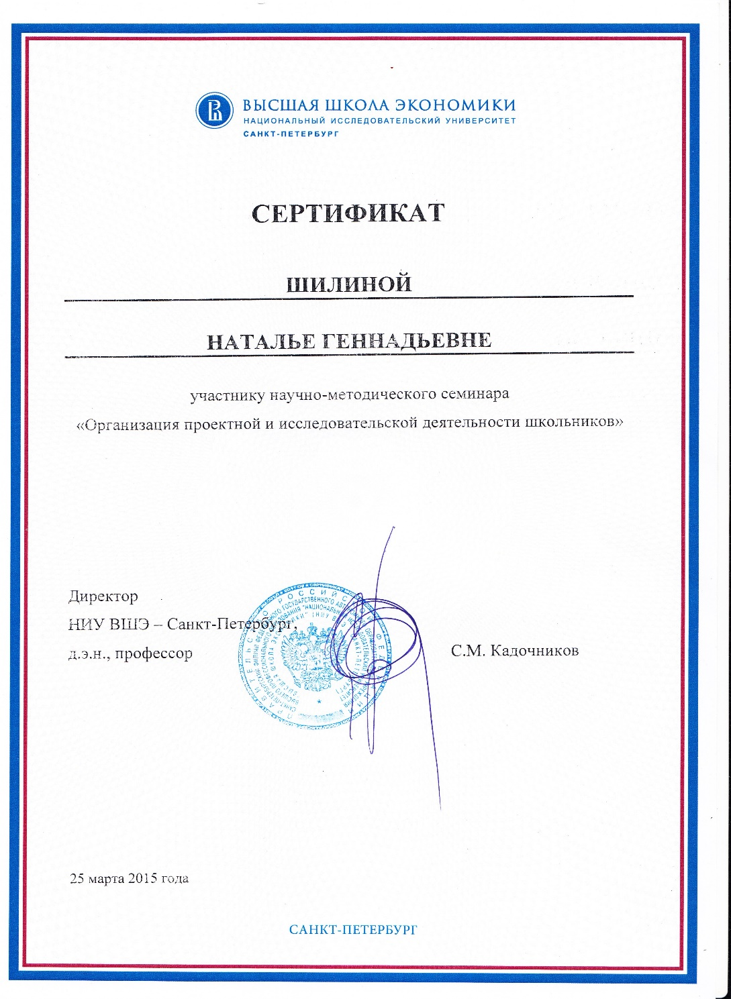 ВЫСШАЯ ШКОЛА ЭКОНОМИКИ
НАЦИОНАЛЬНЫЙ ИССЛЕДОВАТЕЛЬСКИЙ УНИВЕРСИТЕТ
САНКТ-ПЕТЕРБУРГ
СЕРТИФИКАТ
ШИЛИНОЙ
НАТАЛЬЕ ГЕННАДЬЕВНЕ
участнику научно-методического семинара
«Организация проектной и исследовательской деятельности школьников»
Директор
НИУ ВШЭ – Санкт-Петербург,
д.э.н., профессор
С.М. Кадочников
25 марта 2015 года
САНКТ-ПЕТЕРБУРГ